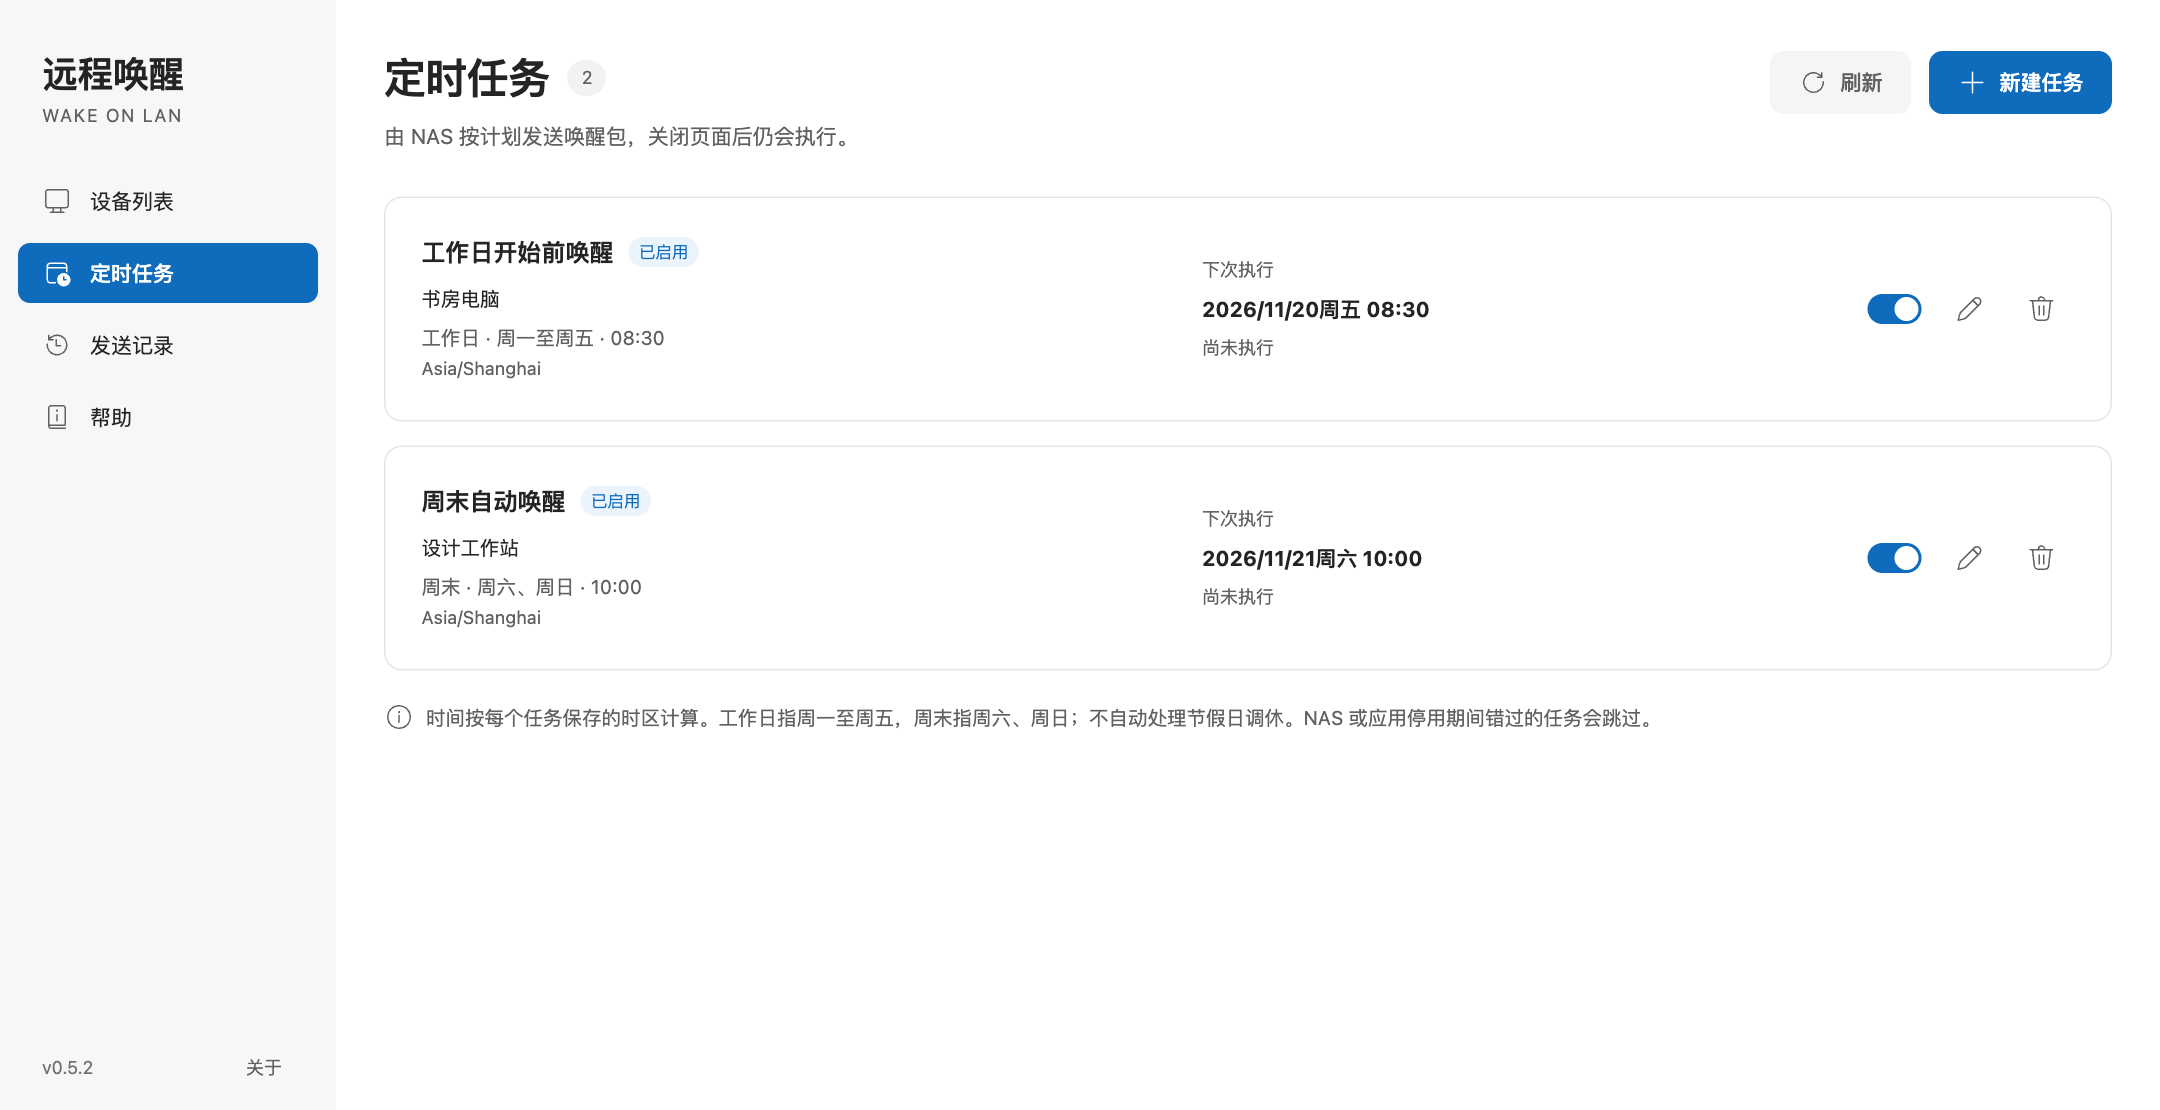 远程唤醒
WAKE ON LAN
设备列表
定时任务
发送记录
帮助
v0.5.2
关于
定时任务 2
由 NAS 按计划发送唤醒包，关闭页面后仍会执行。
刷新
新建任务
工作日开始前唤醒 已启用
书房电脑
工作日 · 周一至周五 · 08:30
Asia/Shanghai
下次执行
2026/11/20周五 08:30
尚未执行
周末自动唤醒 已启用
设计工作站
周末 · 周六、周日 · 10:00
Asia/Shanghai
下次执行
2026/11/21周六 10:00
尚未执行
时间按每个任务保存的时区计算。工作日指周一至周五，周末指周六、周日；不自动处理节假日调休。NAS 或应用停用期间错过的任务会跳过。